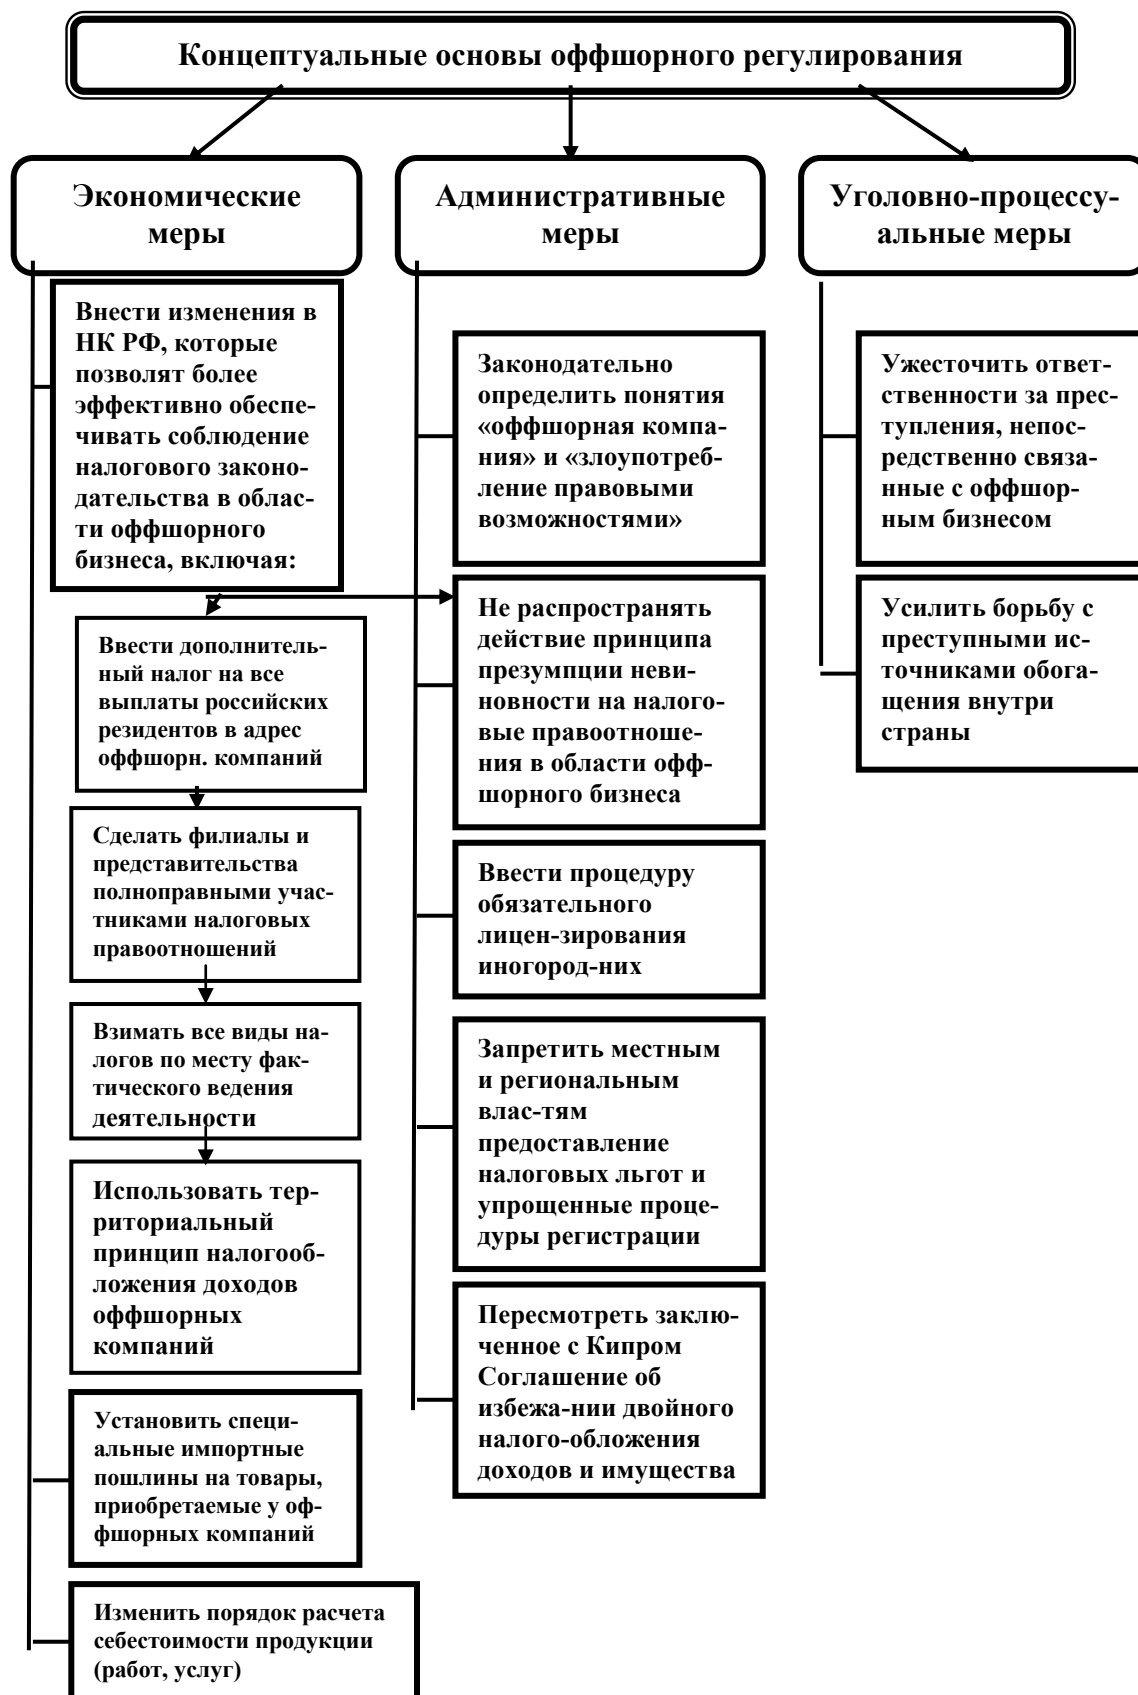 Концептуальные основы оффшорного регулирования
Экономические
меры
Внести изменения в
НК РФ, которые
позволят более
эффективно обеспе-
чивать соблюдение
налогового законо-
дательства в облас-
ти оффшорного
бизнеса, включая:
Ввести дополнитель-
ный налог на все
выплаты российских
резидентов в адрес
оффшорн. компаний
Сделать филиалы и
представительства
полноправными учас-
тниками налоговых
правоотношений
Взимать все виды на-
логов по месту фак-
тического ведения
деятельности
Использовать тер-
риториальный
принцип налогооб-
ложения доходов
оффшорных
компаний
Установить специ-
альные импортные
пошлины на товары,
приобретаемые у оф-
фшорных компаний
Изменить порядок расчета
себестоимости продукции
(работ, услуг)
Административные
меры
Законодательно
определить понятия
«оффшорная компа-
ния» и «злоупотреб-
ление правовыми
возможностями»
Не распространять
действие принципа
презумпции неви-
новности на налого-
вые правоотноше-
ния в области офф-
шорного бизнеса
Ввести процедуру
обязательного
лицен-зирования
иногород-них
Запретить местным
и региональным
влас-тям
предоставление
налоговых льгот и
упрощенные проце-
дуры регистрации
Пересмотреть заклю-
ченное с Кипром
Соглашение об
избежа-нии двойного
налого-обложения
доходов и имущества
Уголовно-процессу-
альные меры
Ужесточить ответ-
ственности за прес-
тупления, непос-
редственно связа-
нные с оффшор-
ным бизнесом
Усилить борьбу с
преступными ис-
точниками обога-
щения внутри
страны